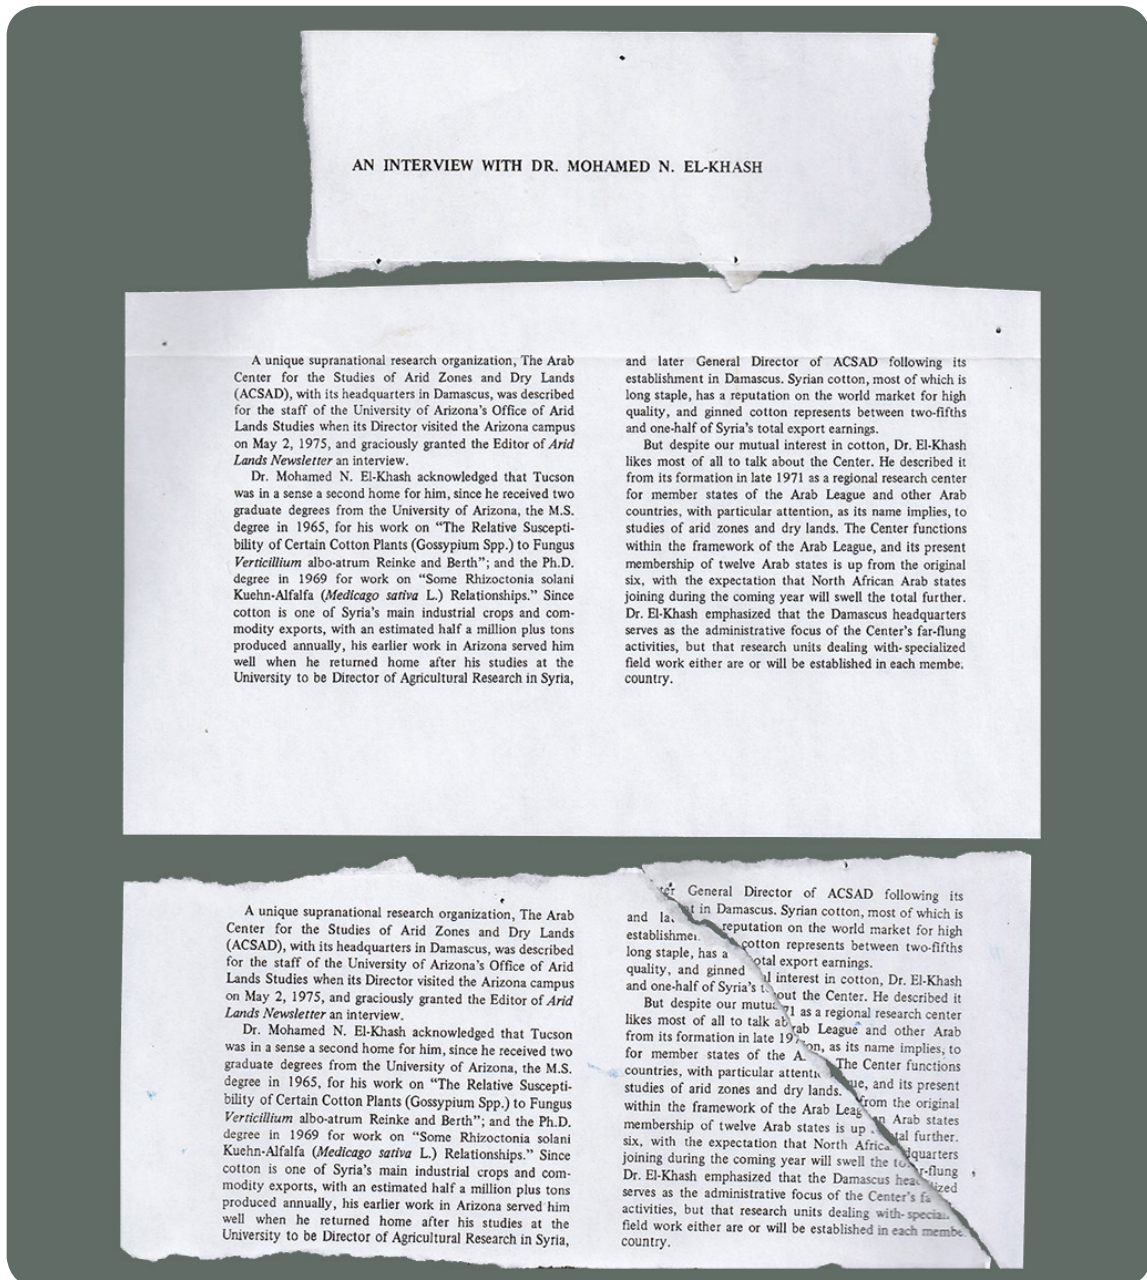 AN INTERVIEW WITH DR. MOHAMED N. EL-KHASH
A unique supranational research organization, The Arab
Center for the Studies of Arid Zones and Dry Lands
(ACSAD), with its headquarters in Damascus, was described
for the staff of the University of Arizona's Office of Arid
Lands Studies when its Director visited the Arizona campus
on May 2, 1975, and graciously granted the Editor of Arid
Lands Newsletter an interview.
Dr. Mohamed N. El-Khash acknowledged that Tucson
was in a sense a second home for him, since he received two
graduate degrees from the University of Arizona, the M.S.
degree in 1965, for his work on "The Relative Suscepti-
bility of Certain Cotton Plants (Gossypium Spp.) to Fungus
Verticillium albo-atrum Reinke and Berth"; and the Ph.D.
degree in 1969 for work on "Some Rhizoctonia solani
Kuehn-Alfalfa (Medicago sativa L.) Relationships." Since
cotton is one of Syria's main industrial crops and com-
modity exports, with an estimated half a million plus tons
produced annually, his earlier work in Arizona served him
well when he returned home after his studies at the
University to be Director of Agricultural Research in Syria,
and later General Director of ACSAD following its
establishment in Damascus. Syrian cotton, most of which is
long staple, has a reputation on the world market for high
quality, and ginned cotton represents between two-fifths
and one-half of Syria's total export earnings.
But despite our mutual interest in cotton, Dr. El-Khash
likes most of all to talk about the Center. He described it
from its formation in late 1971 as a regional research center
for member states of the Arab League and other Arab
countries, with particular attention, as its name implies, to
studies of arid zones and dry lands. The Center functions
within the framework of the Arab League, and its present
membership of twelve Arab states is up from the original
six, with the expectation that North African Arab states
joining during the coming year will swell the total further.
Dr. El-Khash emphasized that the Damascus headquarters
serves as the administrative focus of the Center's far-flung
activities, but that research units dealing with-specialized
field work either are or will be established in each membe.
country.
A unique supranational research organization, The Arab
Center for the Studies of Arid Zones and Dry Lands
(ACSAD), with its headquarters in Damascus, was described
for the staff of the University of Arizona's Office of Arid
Lands Studies when its Director visited the Arizona campus
on May 2, 1975, and graciously granted the Editor of Arid
Lands Newsletter an interview.
Dr. Mohamed N. El-Khash acknowledged that Tucson
was in a sense a second home for him, since he received two
graduate degrees from the University of Arizona, the M.S.
degree in 1965, for his work on "The Relative Suscepti-
bility of Certain Cotton Plants (Gossypium Spp.) to Fungus
Verticillium albo-atrum Reinke and Berth"; and the Ph.D.
degree in 1969 for work on "Some Rhizoctonia solani
Kuehn-Alfalfa (Medicago sativa L.) Relationships." Since
cotton is one of Syria's main industrial crops and com-
modity exports, with an estimated half a million plus tons
produced annually, his earlier work in Arizona served him
well when he returned home after his studies at the
University to be Director of Agricultural Research in Syria,
and
establishme
long staple, has a
quality, and ginned
and one-half of Syria's
But despite our mutua
likes most of all to talk ab
from its formation in late 19
for member states of the A
countries, with particular attenti
studies of arid zones and dry lands.
within the framework of the Arab Leag
membership of twelve Arab states is up
six, with the expectation that North Africa
joining during the coming year will swell the to
Dr. El-Khash emphasized that the Damascus hea
serves as the administrative focus of the Center's fa
activities, but that research units dealing with-special
field work either are or will be established in each membe
country.
General Director of ACSAD following its
in Damascus. Syrian cotton, most of which is
reputation on the world market for high
cotton represents between two-fifths
otal export earnings.
l interest in cotton, Dr. El-Khash
out the Center. He described it
71 as a regional research center
rab League and other Arab
on, as its name implies, to
The Center functions
ue, and its present
from the original
n Arab states
tal further.
dquarters
r-flung
lized